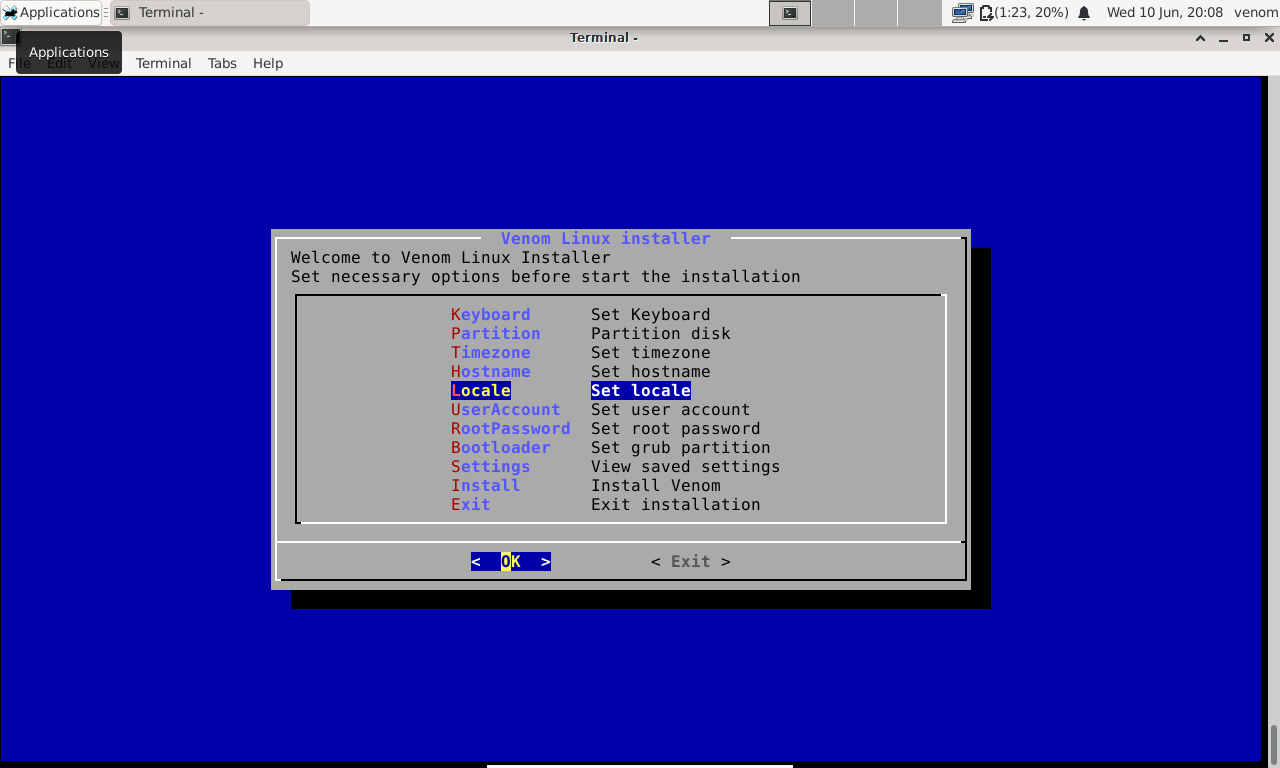 Applications
Terminal -
(1:23, 20%)
Wed 10 Jun, 20:08
venom
Terminal -
Applications
File Edit View Terminal Tabs Help
Venom Linux installer
Welcome to Venom Linux Installer
Set necessary options before start the installation
Keyboard Set Keyboard
Partition Partition disk
Timezone Set timezone
Hostname Set hostname
Locale Set locale
UserAccount Set user account
RootPassword Set root password
Bootloader Set grub partition
Settings View saved settings
Install Install Venom
Exit Exit installation
< OK > < Exit >